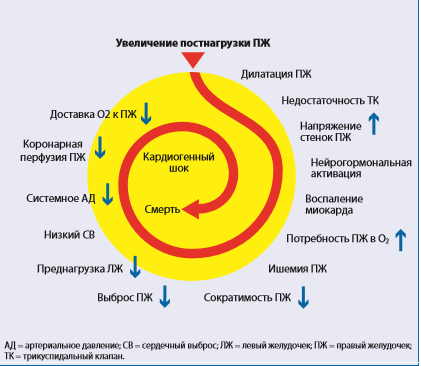 Увеличение постнагрузки ПЖ
Дилатация ПЖ
Недостаточность ТК
Напряжение
стенок ПЖ
Нейрогормональная
активация
Воспаление
миокарда
Потребность ПЖ в O₂
Ишемия ПЖ
Сократимость ПЖ
Выброс ПЖ
Преднагрузка ЛЖ
Низкий СВ
Системное АД
Коронарная
перфузия ПЖ
Доставка О2 к ПЖ
Кардиогенный
шок
Смерть
АД = артериальное давление; СВ = сердечный выброс; ЛЖ = левый желудочек; ПЖ = правый желудочек;
ТК = трикуспидальный клапан.